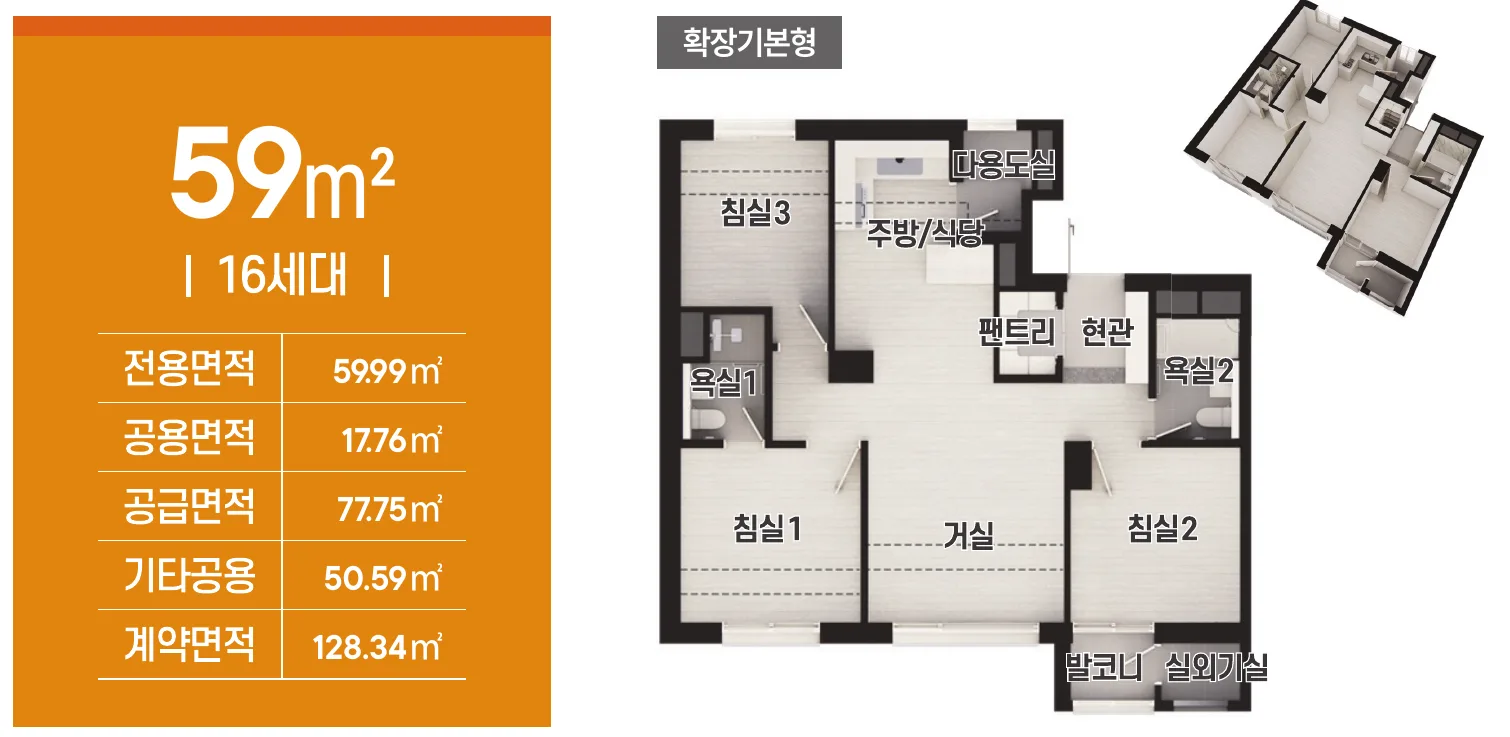 59m²
| 16세대 |
전용면적 59.99㎡
공용면적 17.76㎡
공급면적 77.75㎡
기타공용 50.59㎡
계약면적 128.34㎡
확장기본형
다용도실
침실3
주방/식당
팬트리
현관
욕실1
욕실2
침실1
거실
침실2
발코니
실외기실